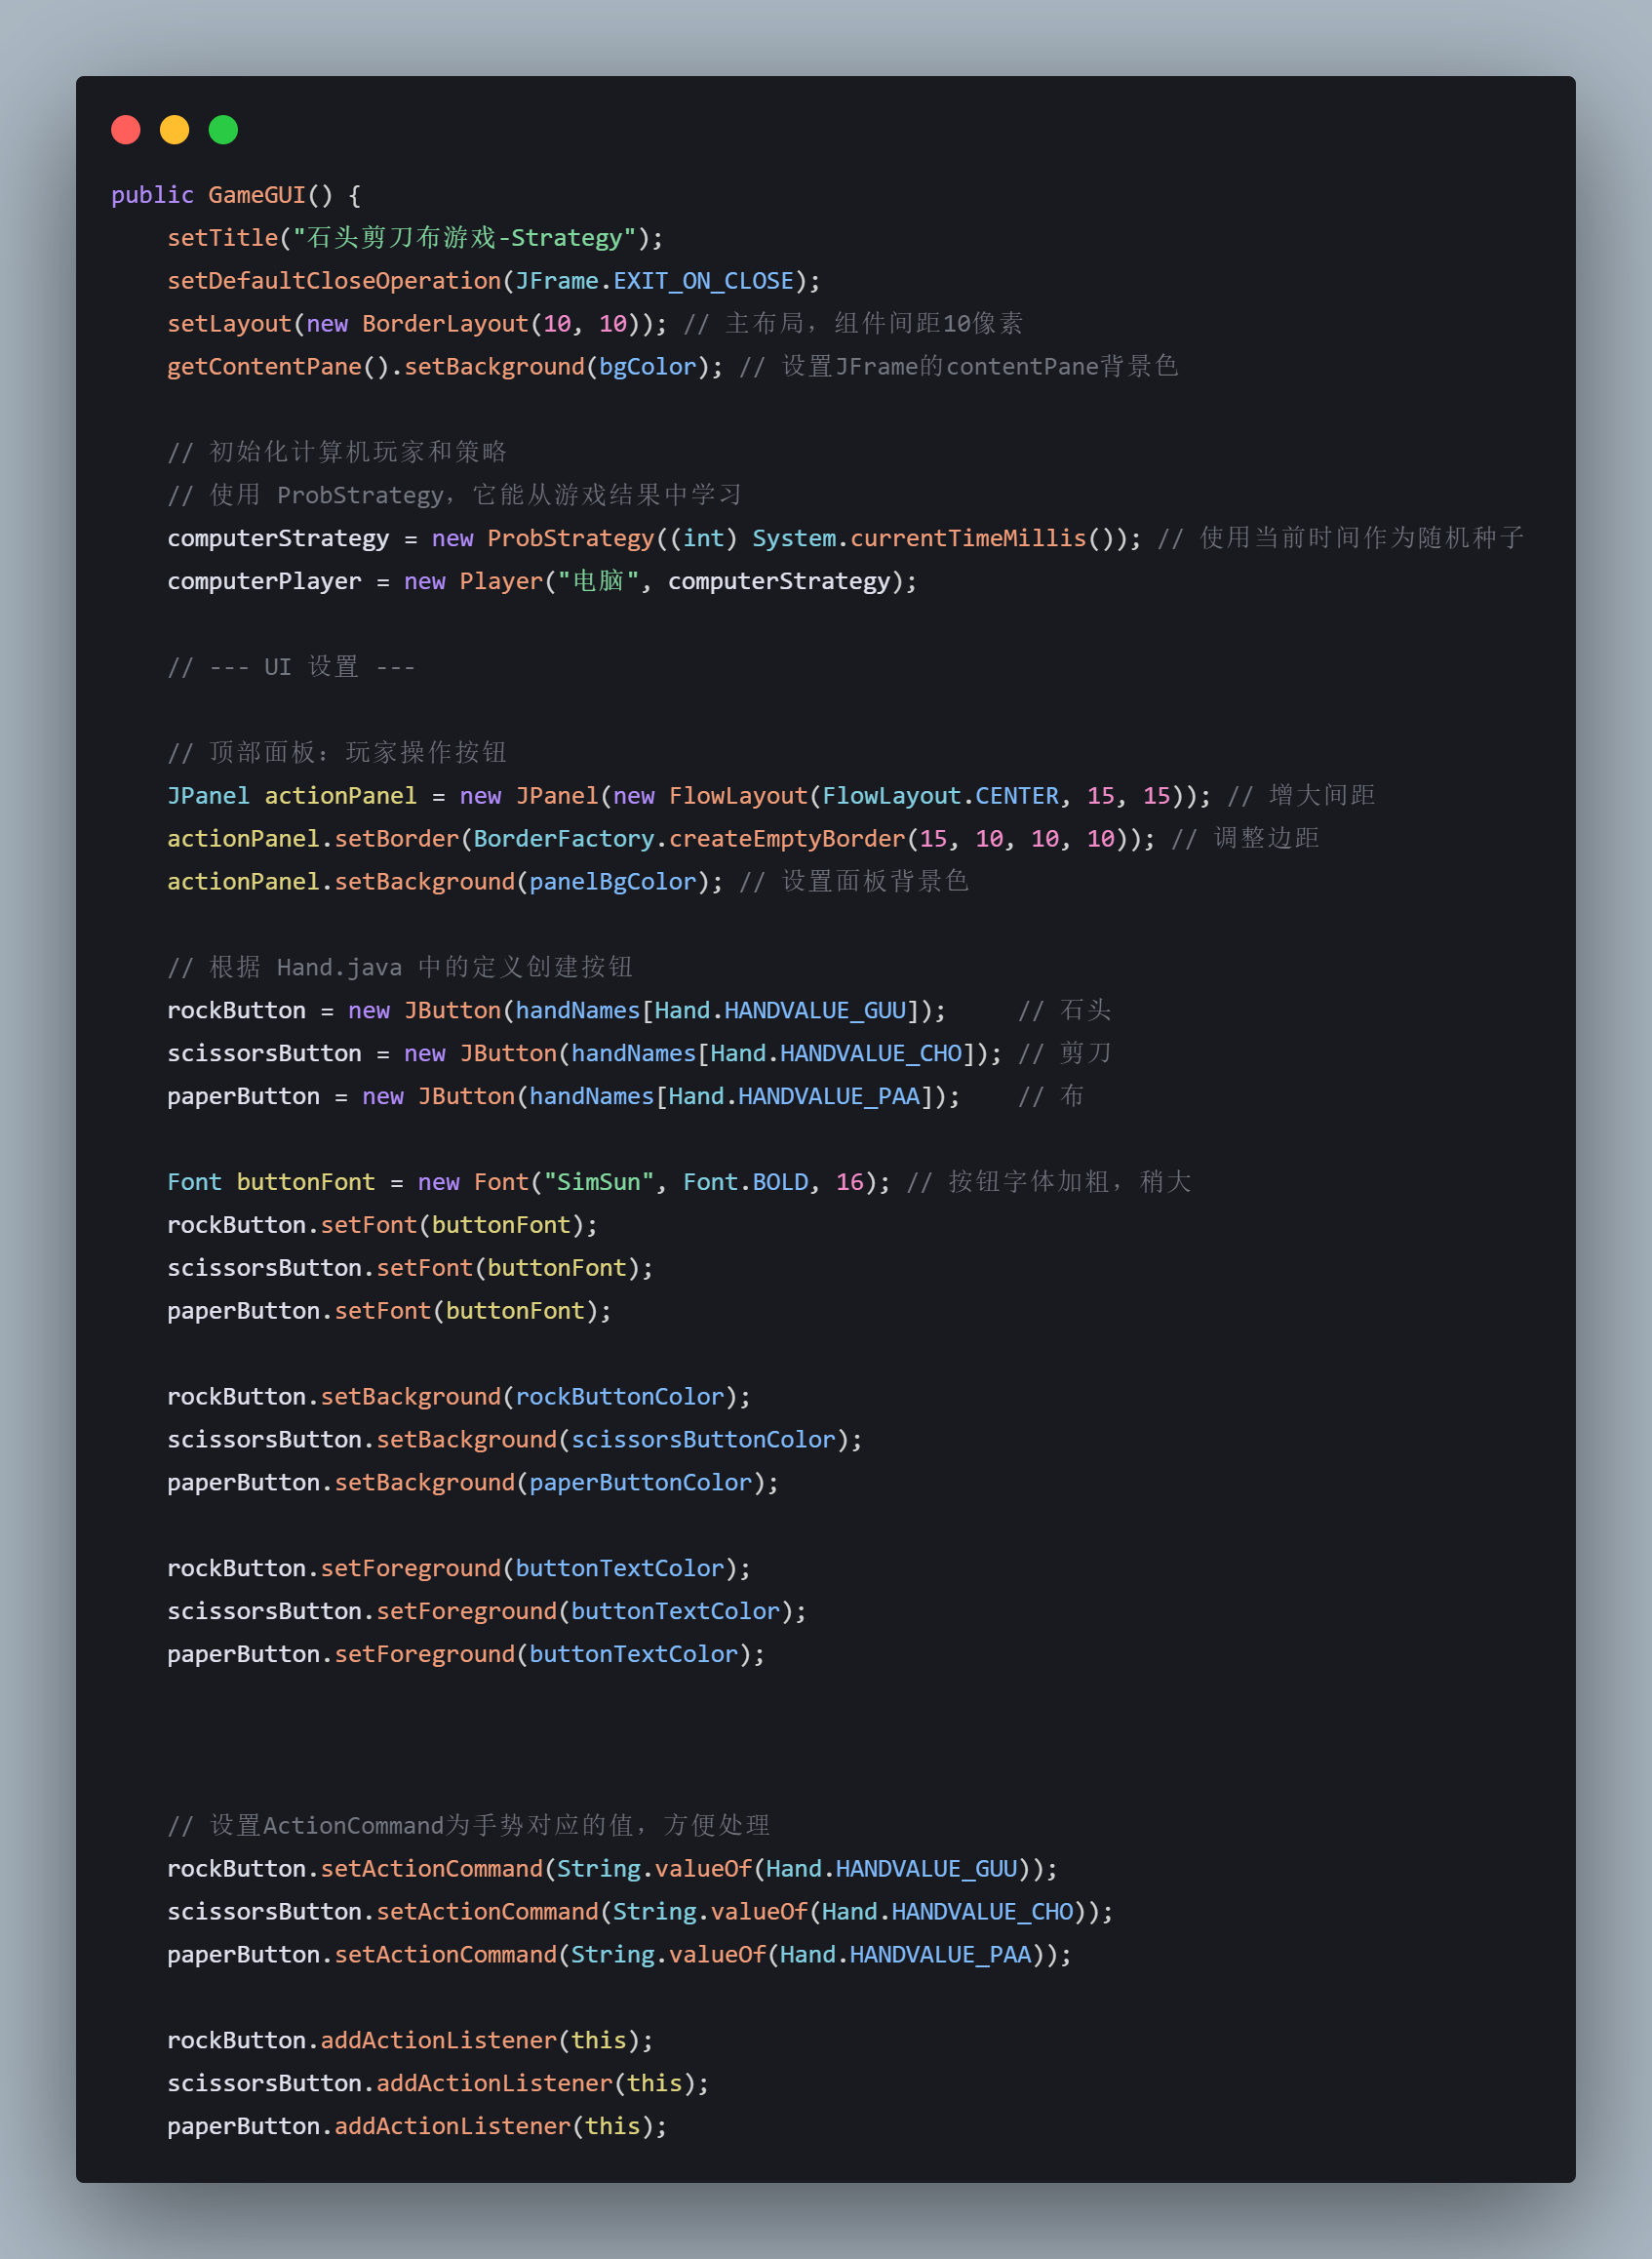 public GameGUI() {
    setTitle("石头剪刀布游戏-Strategy");
    setDefaultCloseOperation(JFrame.EXIT_ON_CLOSE);
    setLayout(new BorderLayout(10, 10)); // 主布局，组件间距10像素
    getContentPane().setBackground(bgColor); // 设置JFrame的contentPane背景色
    // 初始化计算机玩家和策略
    // 使用 ProbStrategy，它能从游戏结果中学习
    computerStrategy = new ProbStrategy((int) System.currentTimeMillis()); // 使用当前时间作为随机种子
    computerPlayer = new Player("电脑", computerStrategy);
    // --- UI 设置 ---
    // 顶部面板：玩家操作按钮
    JPanel actionPanel = new JPanel(new FlowLayout(FlowLayout.CENTER, 15, 15)); // 增大间距
    actionPanel.setBorder(BorderFactory.createEmptyBorder(15, 10, 10, 10)); // 调整边距
    actionPanel.setBackground(panelBgColor); // 设置面板背景色
    // 根据 Hand.java 中的定义创建按钮
    rockButton = new JButton(handNames[Hand.HANDVALUE_GUU]);     // 石头
    scissorsButton = new JButton(handNames[Hand.HANDVALUE_CHO]); // 剪刀
    paperButton = new JButton(handNames[Hand.HANDVALUE_PAA]);    // 布
    Font buttonFont = new Font("SimSun", Font.BOLD, 16); // 按钮字体加粗，稍大
    rockButton.setFont(buttonFont);
    scissorsButton.setFont(buttonFont);
    paperButton.setFont(buttonFont);
    rockButton.setBackground(rockButtonColor);
    scissorsButton.setBackground(scissorsButtonColor);
    paperButton.setBackground(paperButtonColor);
    rockButton.setForeground(buttonTextColor);
    scissorsButton.setForeground(buttonTextColor);
    paperButton.setForeground(buttonTextColor);
    // 设置ActionCommand为手势对应的值，方便处理
    rockButton.setActionCommand(String.valueOf(Hand.HANDVALUE_GUU));
    scissorsButton.setActionCommand(String.valueOf(Hand.HANDVALUE_CHO));
    paperButton.setActionCommand(String.valueOf(Hand.HANDVALUE_PAA));
    rockButton.addActionListener(this);
    scissorsButton.addActionListener(this);
    paperButton.addActionListener(this);